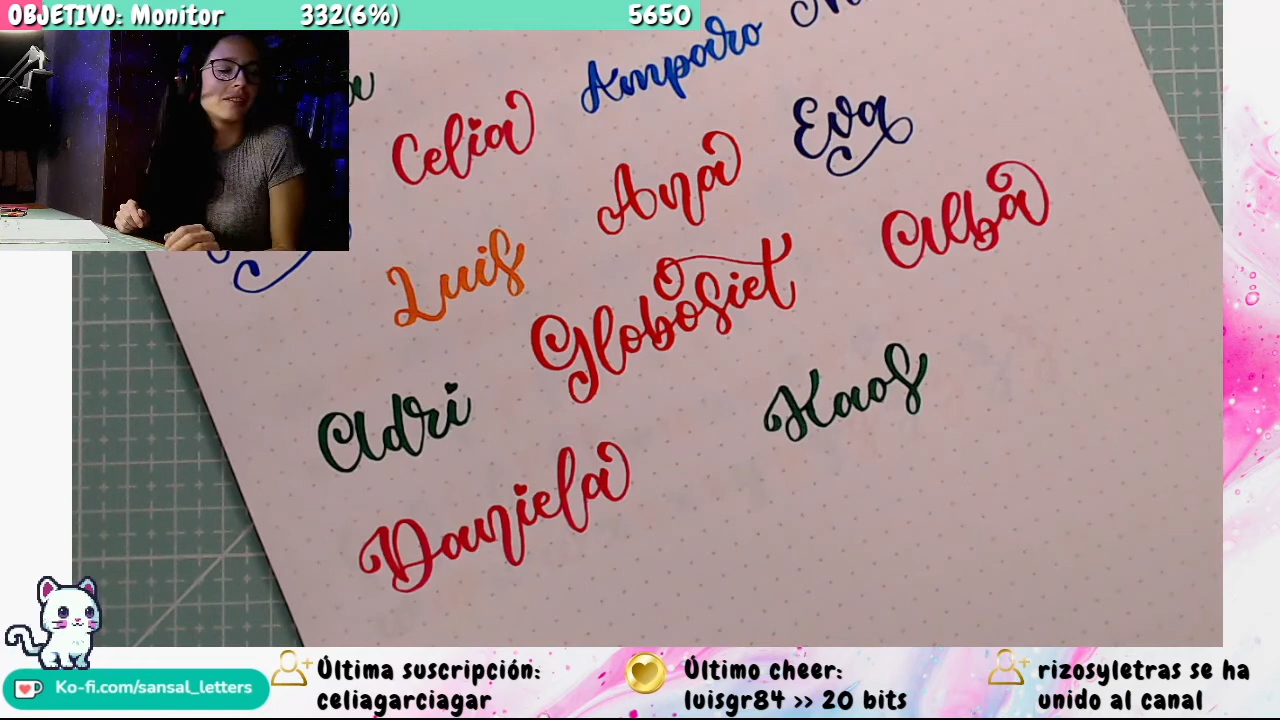 OBJETIVO: Monitor 332(6%) 5650
Amparo
Celia
Eva
Ana
Alba
Luis
Globosiet
Adri
Kaos
Daniela
Ko-fi.com/sansal_letters
Última suscripción:
celiagarciagar
Último cheer:
luisgr84 >> 20 bits
rizosyletras se ha
unido al canal